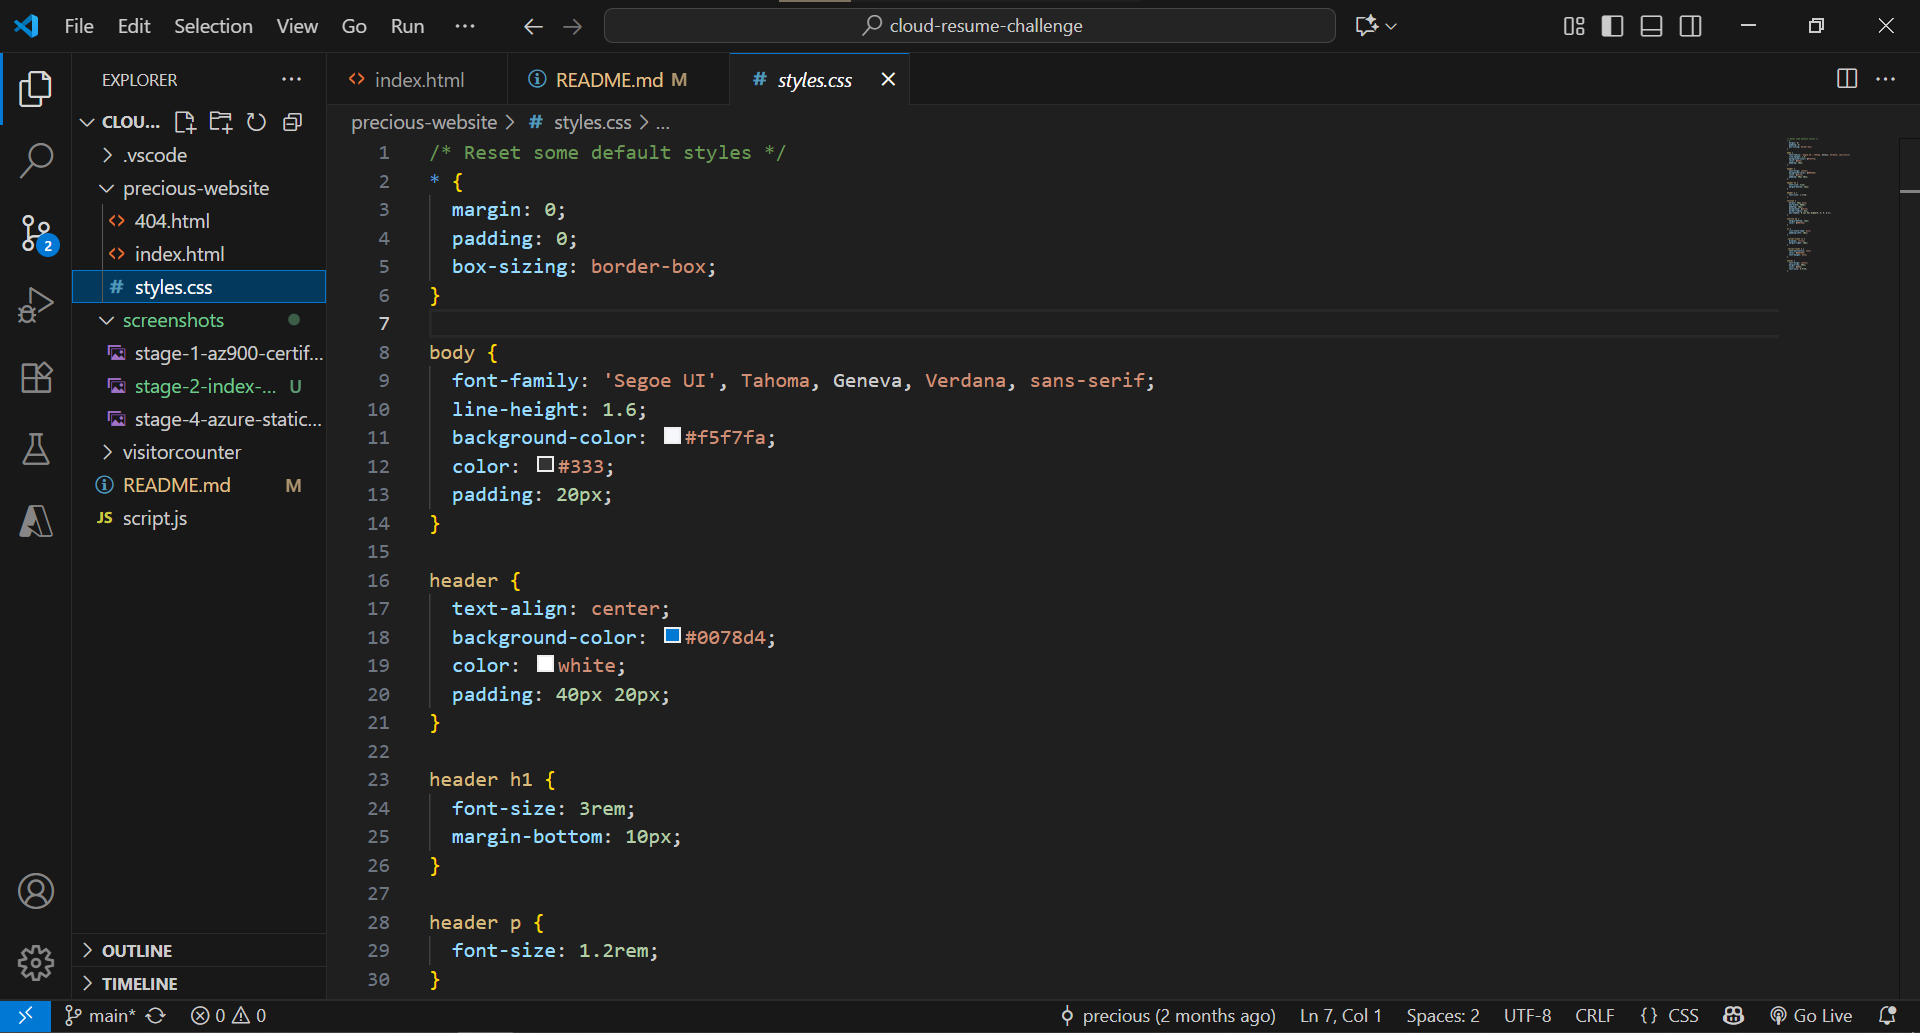 File Edit Selection View Go Run ··· cloud-resume-challenge
EXPLORER ···
CLOU...
.vscode
precious-website
404.html
index.html
# styles.css
screenshots
stage-1-az900-certif...
stage-2-index-... U
stage-4-azure-static...
visitorcounter
README.md M
JS script.js
OUTLINE
TIMELINE
2
index.html README.md M # styles.css
precious-website > # styles.css > ...
1 /* Reset some default styles */
2 * {
3 margin: 0;
4 padding: 0;
5 box-sizing: border-box;
6 }
7
8 body {
9 font-family: 'Segoe UI', Tahoma, Geneva, Verdana, sans-serif;
10 line-height: 1.6;
11 background-color: #f5f7fa;
12 color: #333;
13 padding: 20px;
14 }
15
16 header {
17 text-align: center;
18 background-color: #0078d4;
19 color: white;
20 padding: 40px 20px;
21 }
22
23 header h1 {
24 font-size: 3rem;
25 margin-bottom: 10px;
26 }
27
28 header p {
29 font-size: 1.2rem;
30 }
main* 0 0 precious (2 months ago) Ln 7, Col 1 Spaces: 2 UTF-8 CRLF {} CSS Go Live